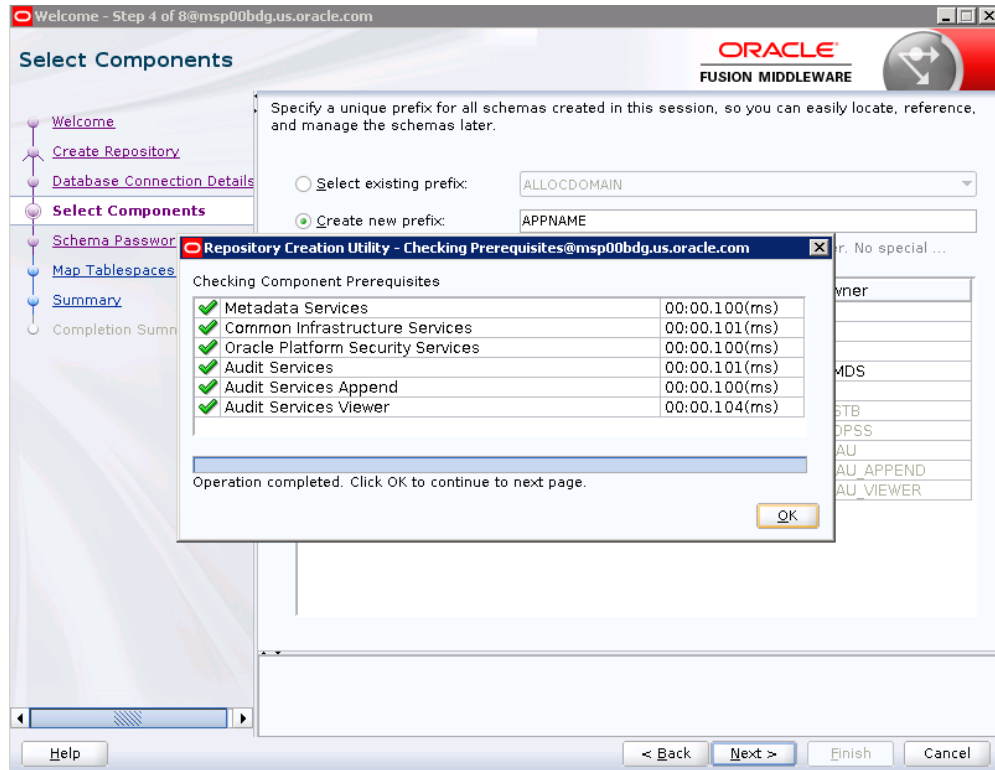 Welcome - Step 4 of 8@msp00bdg.us.oracle.com
Select Components
ORACLE
FUSION MIDDLEWARE
Welcome
Create Repository
Database Connection Details
Select Components
Schema Passwor
Map Tablespaces
Summary
Completion Summ
Specify a unique prefix for all schemas created in this session, so you can easily locate, reference,
and manage the schemas later.
Select existing prefix: ALLOCDOMAIN
Create new prefix: APPNAME
r. No special ...
wner
MDS
STB
OPSS
AU
AU_APPEND
AU_VIEWER
Repository Creation Utility - Checking Prerequisites@msp00bdg.us.oracle.com
Checking Component Prerequisites
Metadata Services 00:00.100(ms)
Common Infrastructure Services 00:00.101(ms)
Oracle Platform Security Services 00:00.100(ms)
Audit Services 00:00.101(ms)
Audit Services Append 00:00.100(ms)
Audit Services Viewer 00:00.104(ms)
Operation completed. Click OK to continue to next page.
OK
Help
< Back
Next >
Finish
Cancel